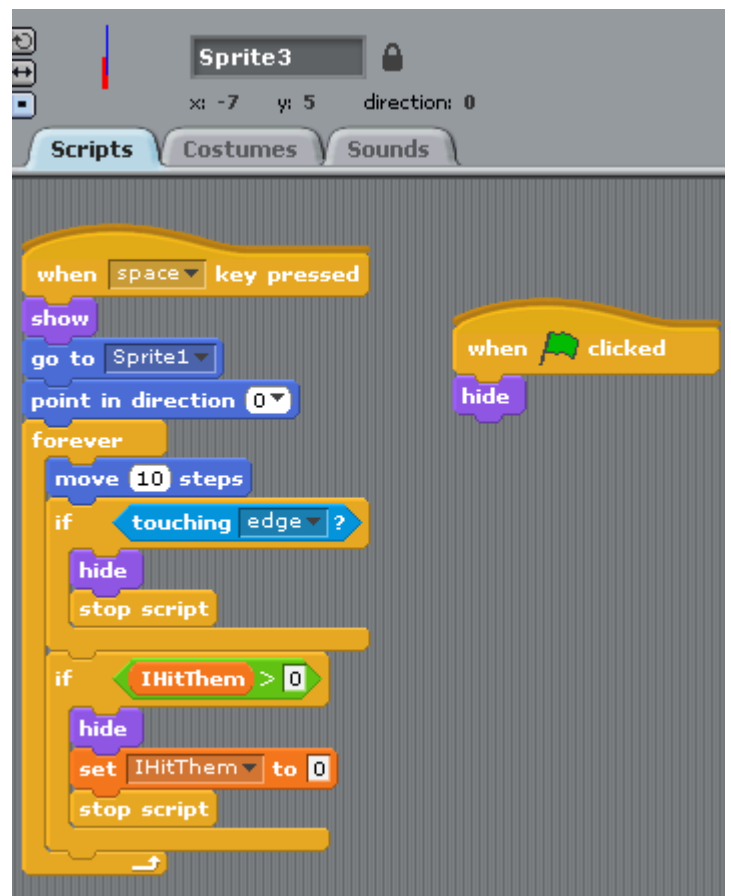 Sprite3
x: -7 y: 5 direction: 0
Scripts Costumes Sounds
when space key pressed
show
go to Sprite1
point in direction 0
forever
move 10 steps
if touching edge ?
hide
stop script
if IHitThem > 0
hide
set IHitThem to 0
stop script
when clicked
hide